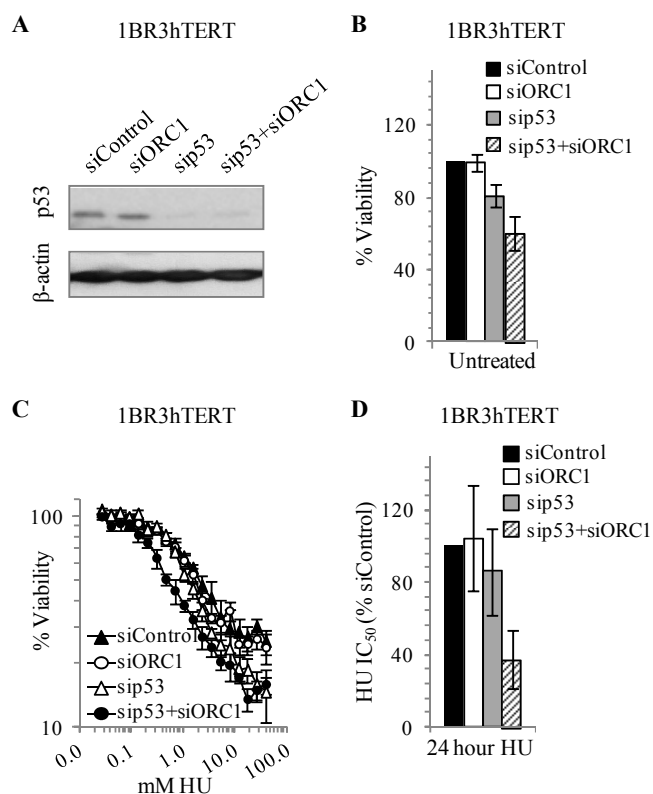 A
1BR3hTERT
siControl
siORC1
sip53
sip53+siORC1
p53
β-actin
B
1BR3hTERT
siControl
siORC1
sip53
sip53+siORC1
% Viability
120
80
40
0
Untreated
C
1BR3hTERT
% Viability
100
10
siControl
siORC1
sip53
sip53+siORC1
0.0
0.1
1.0
10.0
100.0
mM HU
D
1BR3hTERT
siControl
siORC1
sip53
sip53+siORC1
HU IC50 (% siControl)
120
80
40
0
24 hour HU